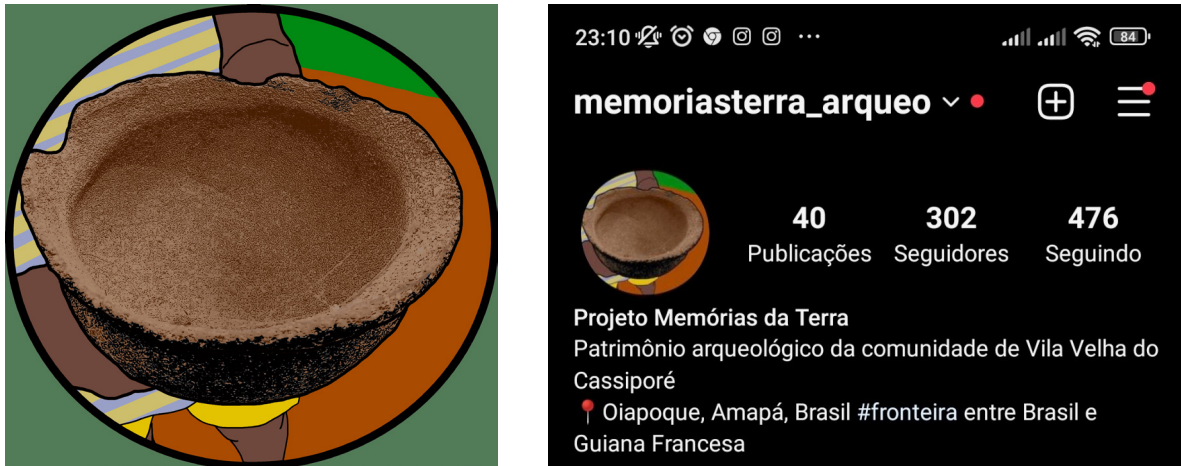 23:10 84
memoriasterra_arqueo
40 302 476
Publicações Seguidores Seguindo
Projeto Memórias da Terra
Patrimônio arqueológico da comunidade de Vila Velha do
Cassiporé
📍 Oiapoque, Amapá, Brasil #fronteira entre Brasil e
Guiana Francesa